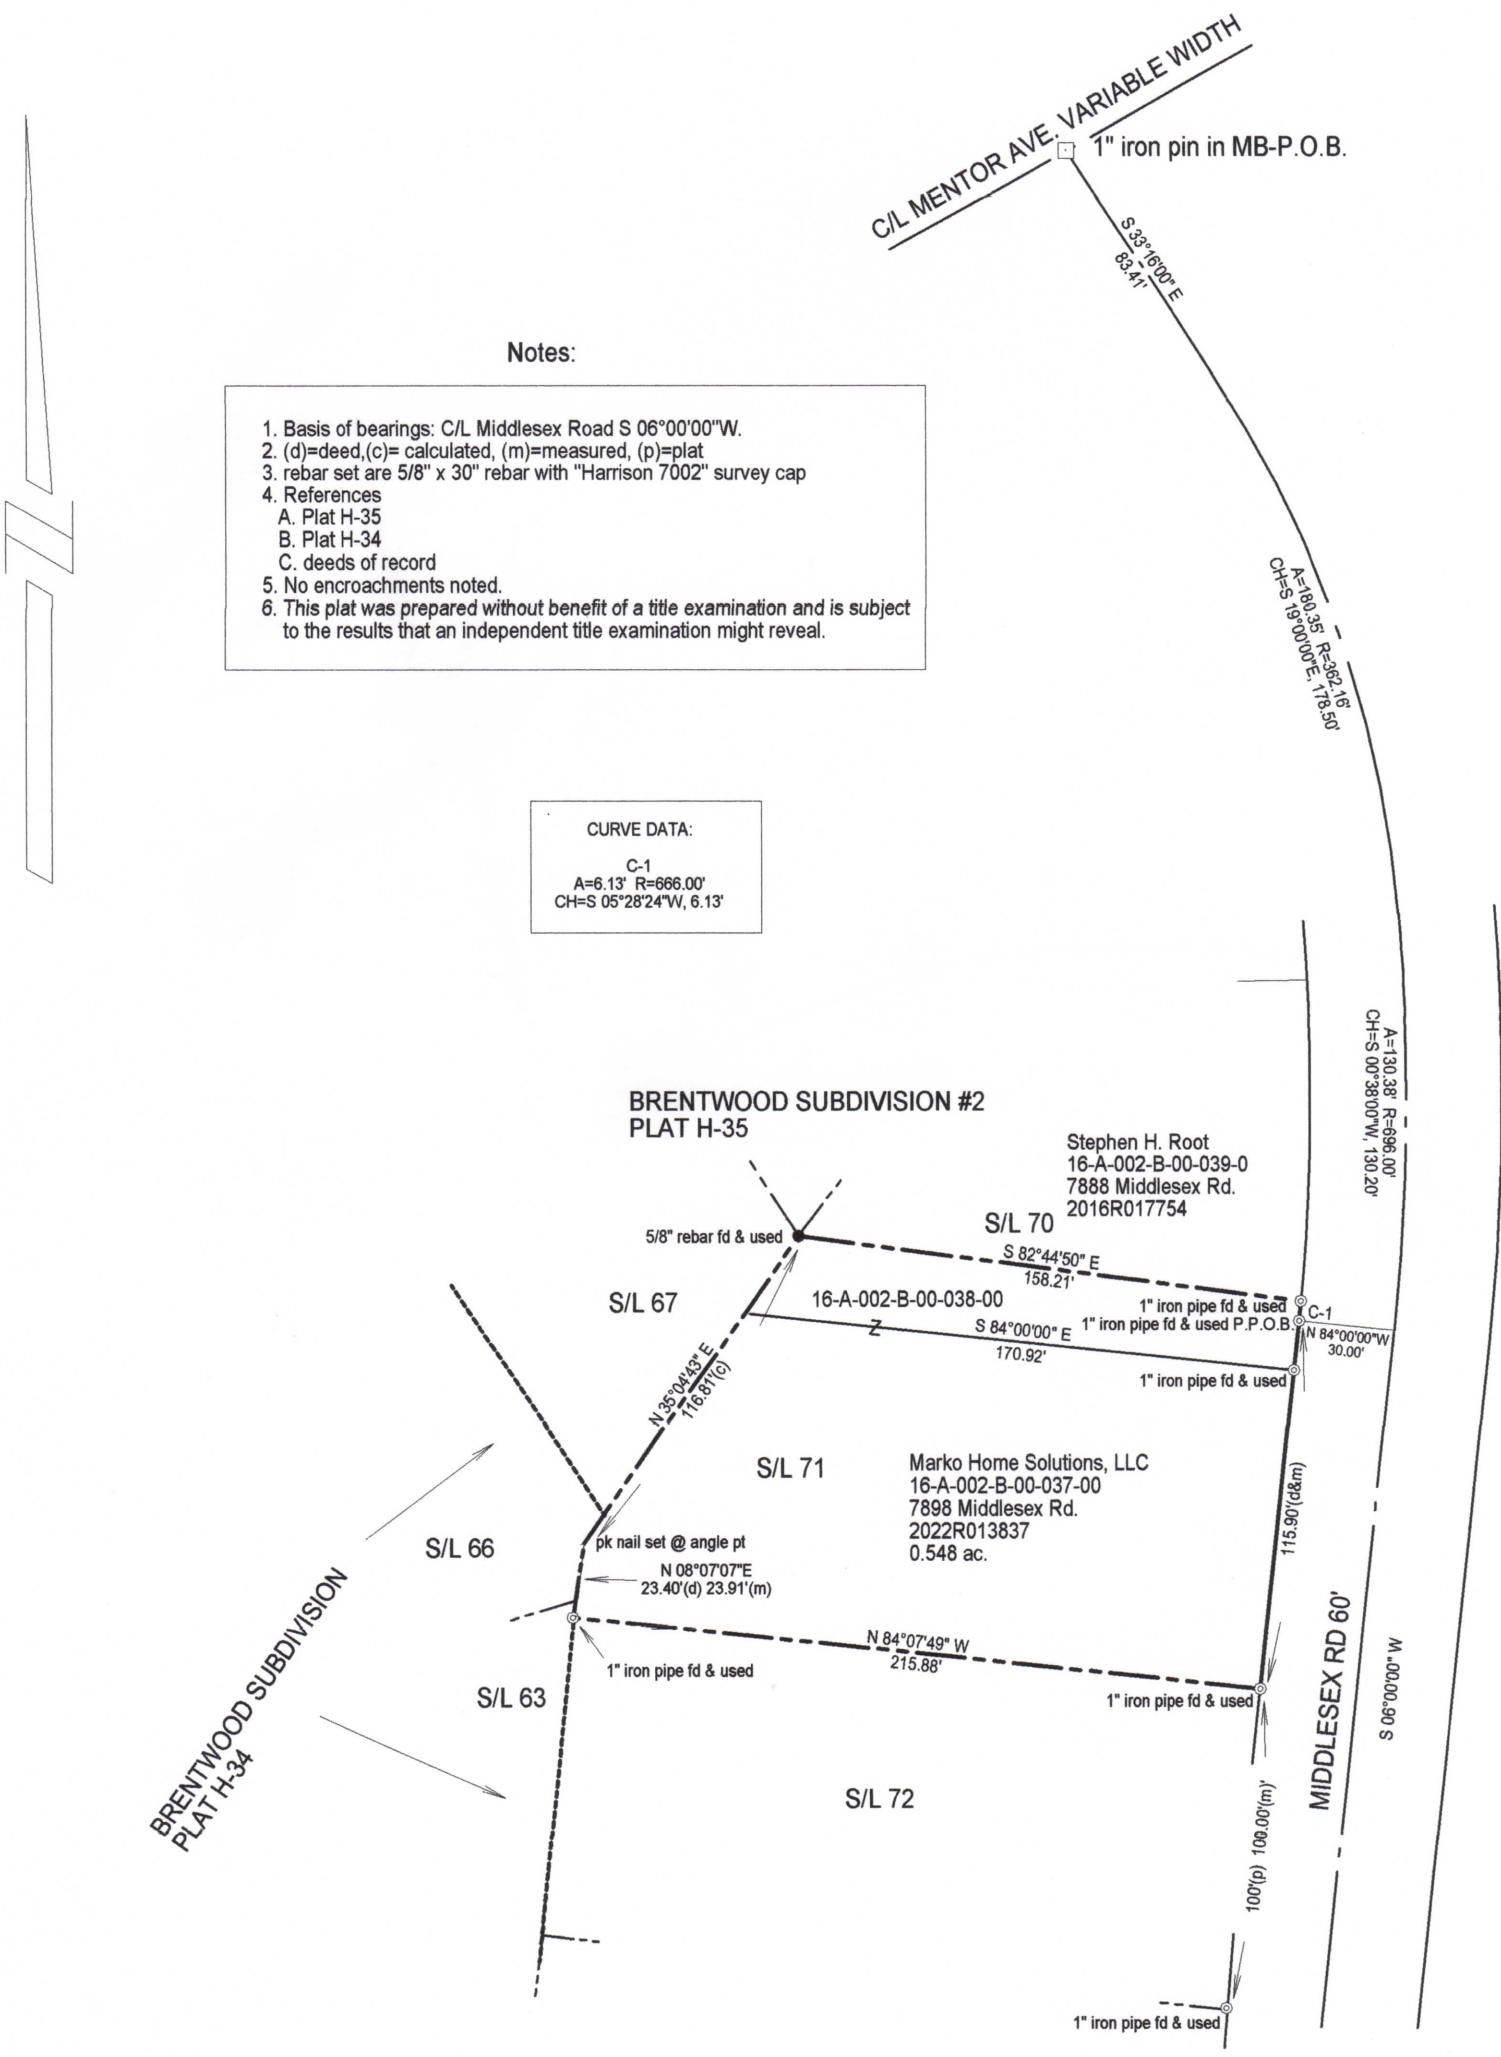 C/L MENTOR AVE. VARIABLE WIDTH
1" iron pin in MB-P.O.B.
S 33°16'00" E
83.41'
Notes:
1. Basis of bearings: C/L Middlesex Road S 06°00'00"W.
2. (d)=deed,(c)= calculated, (m)=measured, (p)=plat
3. rebar set are 5/8" x 30" rebar with "Harrison 7002" survey cap
4. References
A. Plat H-35
B. Plat H-34
C. deeds of record
5. No encroachments noted.
6. This plat was prepared without benefit of a title examination and is subject
to the results that an independent title examination might reveal.
A=180.35' R=362.16'
CH=S 19°00'00"E, 178.50'
CURVE DATA:
C-1
A=6.13' R=666.00'
CH=S 05°28'24"W, 6.13'
A=130.38' R=696.00'
CH=S 00°38'00"W, 130.20'
BRENTWOOD SUBDIVISION #2
PLAT H-35
Stephen H. Root
16-A-002-B-00-039-0
7888 Middlesex Rd.
2016R017754
S/L 70
5/8" rebar fd & used
S 82°44'50" E
158.21'
S/L 67
16-A-002-B-00-038-00
1" iron pipe fd & used
C-1
1" iron pipe fd & used P.P.O.B.
N 84°00'00"W
30.00'
Z
S 84°00'00" E
170.92'
1" iron pipe fd & used
N 35°04'43" E
116.81'(c)
S/L 71
Marko Home Solutions, LLC
16-A-002-B-00-037-00
7898 Middlesex Rd.
2022R013837
0.548 ac.
115.90'(d&m)
S/L 66
pk nail set @ angle pt
N 08°07'07"E
23.40'(d) 23.91'(m)
BRENTWOOD SUBDIVISION
PLAT H-34
N 84°07'49" W
215.88'
1" iron pipe fd & used
S/L 63
1" iron pipe fd & used
MIDDLESEX RD 60'
S 06°00'00" W
S/L 72
100'(p) 100.00'(m)'
1" iron pipe fd & used